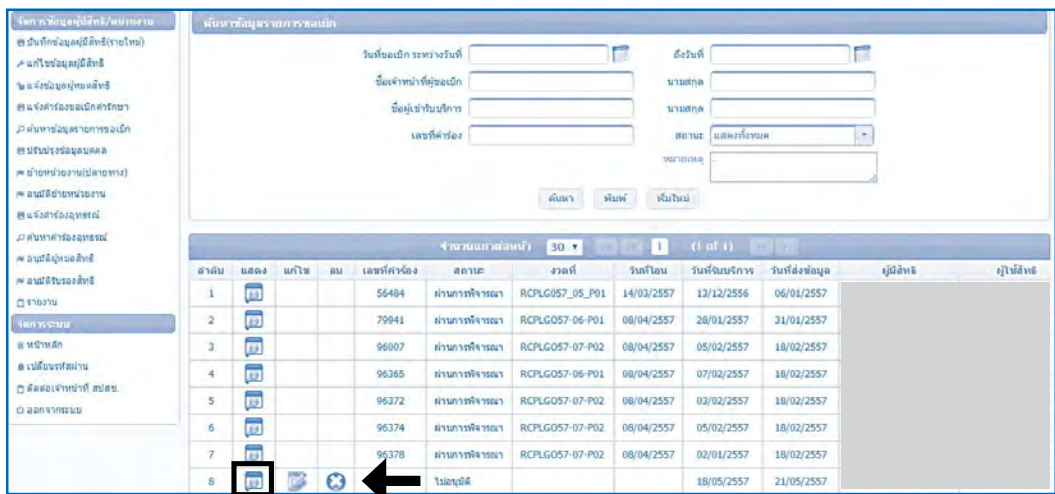 จัดการข้อมูลผู้มีสิทธิ/หน่วยงาน
บันทึกข้อมูลผู้มีสิทธิ(รายใหม่)
แก้ไขข้อมูลผู้มีสิทธิ
แจ้งข้อมูลผู้หมดสิทธิ
แจ้งคำร้องขอเบิกค่ารักษา
ค้นหาข้อมูลรายการขอเบิก
ปรับปรุงข้อมูลบุคคล
ย้ายหน่วยงาน(ปลายทาง)
อนุมัติย้ายหน่วยงาน
แจ้งคำร้องอุทธรณ์
ค้นหาคำร้องอุทธรณ์
อนุมัติผู้หมดสิทธิ
อนุมัติรับรองสิทธิ
รายงาน
จัดการระบบ
หน้าหลัก
เปลี่ยนรหัสผ่าน
ติดต่อเจ้าหน้าที่ สปสช.
ออกจากระบบ
ค้นหาข้อมูลรายการขอเบิก
วันที่ขอเบิก ระหว่างวันที่ ถึงวันที่
ชื่อเจ้าหน้าที่ผู้ขอเบิก นามสกุล
ชื่อผู้เข้ารับบริการ นามสกุล
เลขที่คำร้อง สถานะ แสดงทั้งหมด
หมายเหตุ -
ค้นหา พิมพ์ เริ่มใหม่
จำนวนแถวต่อหน้า 30 1 (1 of 1)
ลำดับ แสดง แก้ไข ลบ เลขที่คำร้อง สถานะ งวดที่ วันที่โอน วันที่รับบริการ วันที่ส่งข้อมูล ผู้มีสิทธิ ผู้ใช้สิทธิ
1 56484 ผ่านการพิจารณา RCPLGO57_05_P01 14/03/2557 13/12/2556 06/01/2557
2 79941 ผ่านการพิจารณา RCPLGO57-06-P01 08/04/2557 28/01/2557 31/01/2557
3 96007 ผ่านการพิจารณา RCPLGO57-07-P02 08/04/2557 05/02/2557 18/02/2557
4 96365 ผ่านการพิจารณา RCPLGO57-06-P01 08/04/2557 07/02/2557 18/02/2557
5 96372 ผ่านการพิจารณา RCPLGO57-07-P02 08/04/2557 03/02/2557 18/02/2557
6 96374 ผ่านการพิจารณา RCPLGO57-07-P02 08/04/2557 05/02/2557 18/02/2557
7 96378 ผ่านการพิจารณา RCPLGO57-07-P02 08/04/2557 02/01/2557 18/02/2557
8 ไม่อนุมัติ 18/05/2557 21/05/2557